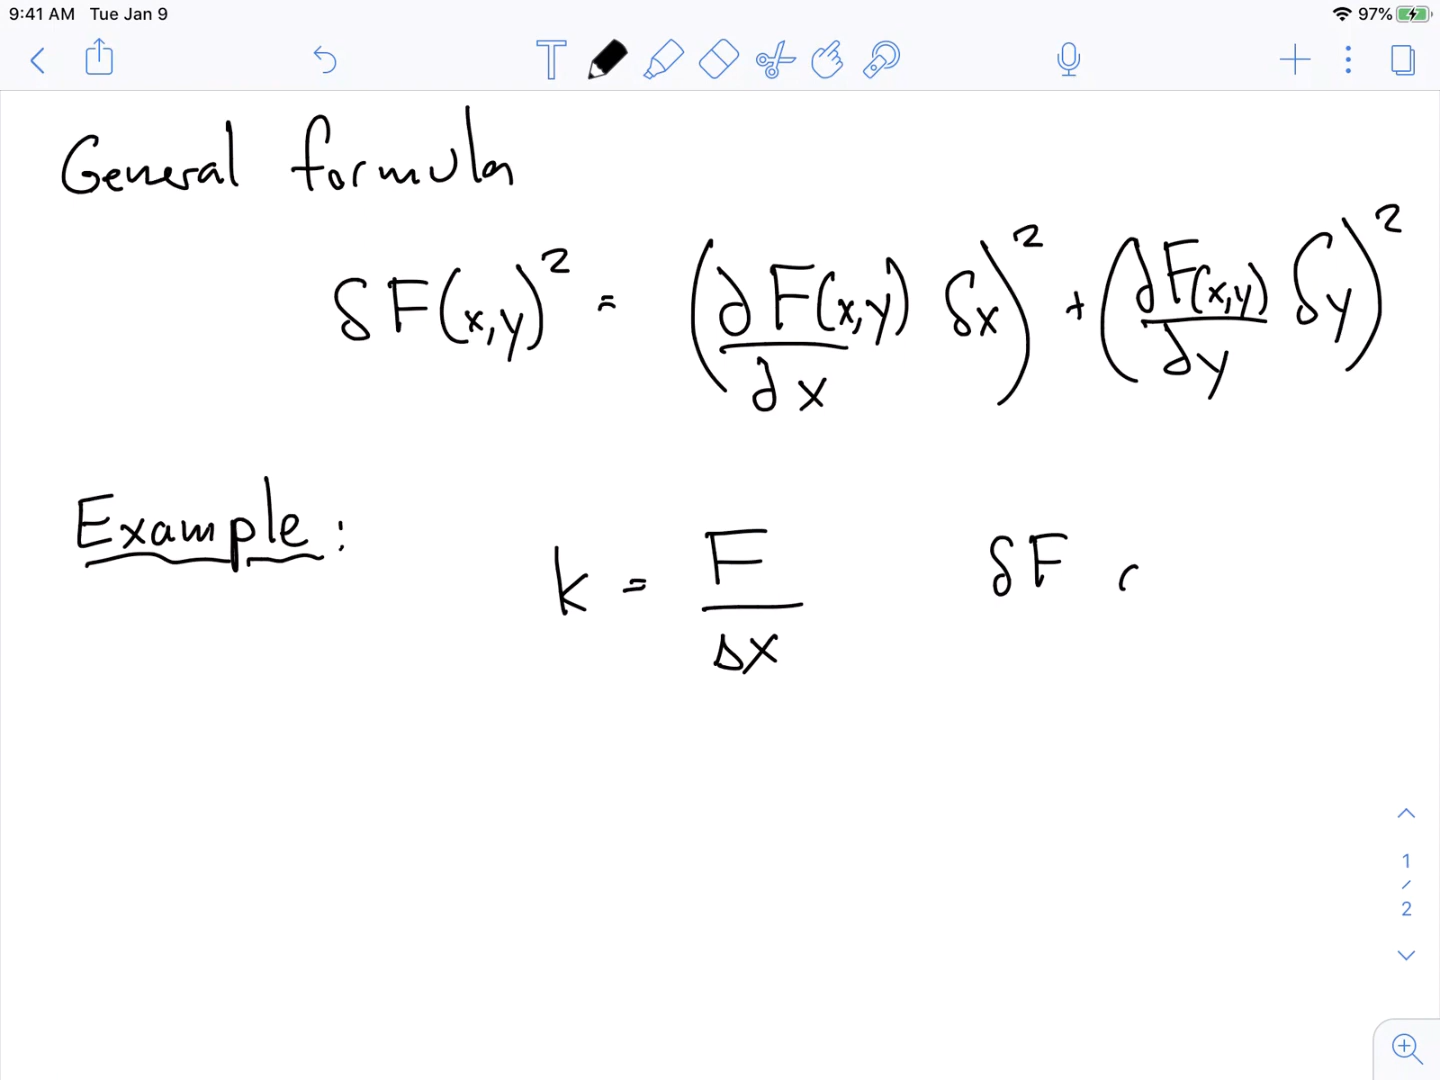 9:41 AM Tue Jan 9 97%
T
General formula
δF(x,y)² = (∂F(x,y)/∂x δx)² + (∂F(x,y)/∂y δy)²
Example: k = F/Δx δF
1
/
2